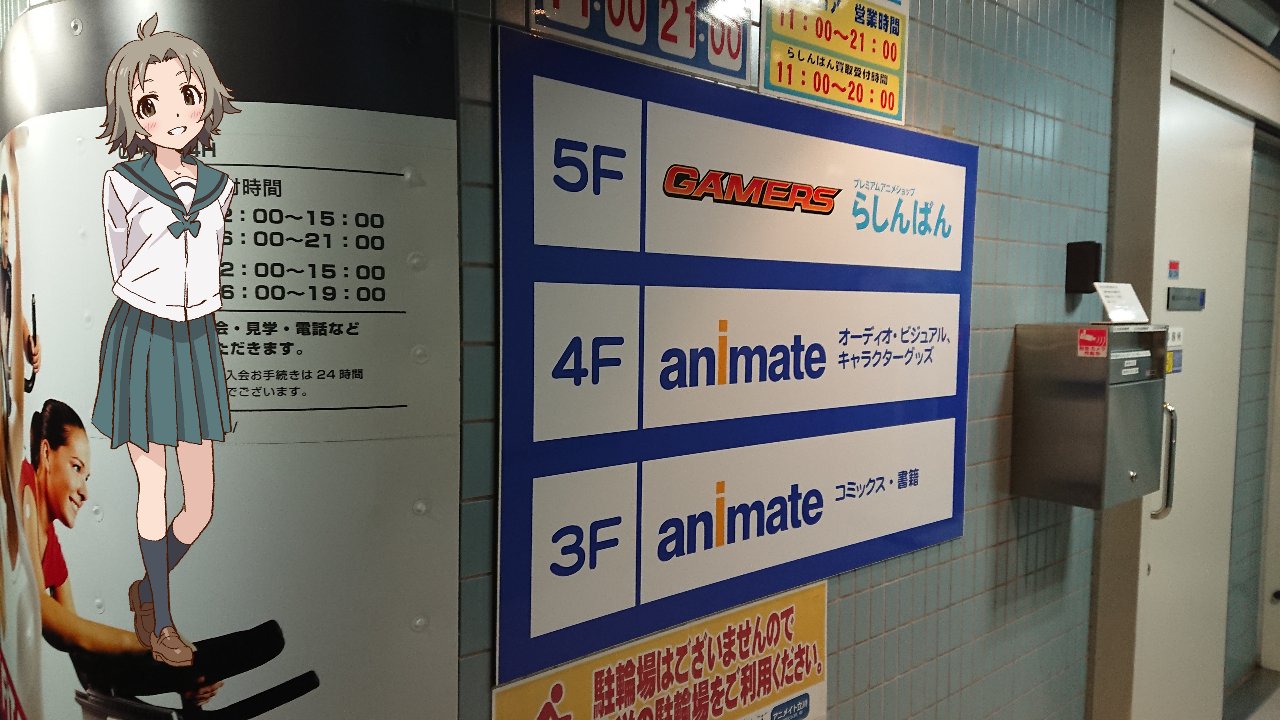 付時間
2：00～15：00
6：00～21：00
2：00～15：00
6：00～19：00
会・見学・電話など
ただきます。
入会お手続きは24時間
でございます。
11：00 21：00
営業時間
11：00～21：00
らしんばん買取受付時間
11：00～20：00
5F
GAMERS
プレミアムアニメショップ
らしんばん
4F
animate
オーディオ・ビジュアル、
キャラクターグッズ
3F
animate
コミックス・書籍
駐輪場はございませんので
の駐輪場をご利用ください。